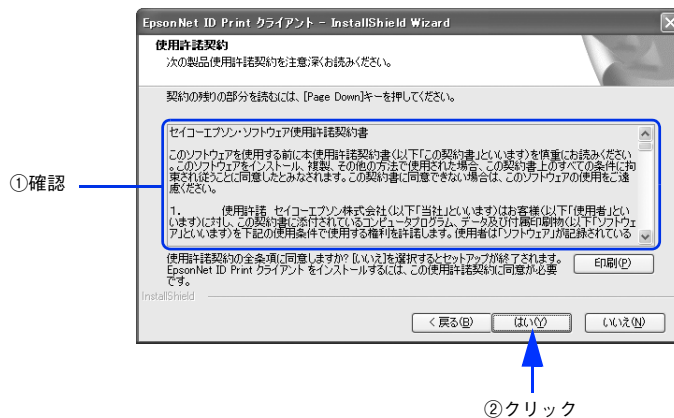 EpsonNet ID Print クライアント - InstallShield Wizard
使用許諾契約
次の製品使用許諾契約を注意深くお読みください。
契約の残りの部分を読むには、[Page Down]キーを押してください。
セイコーエプソン・ソフトウェア使用許諾契約書
このソフトウェアを使用する前に本使用許諾契約書(以下「この契約書」といいます)を慎重にお読みください
。このソフトウェアをインストール、複製、その他の方法で使用された場合、この契約書上のすべての条件に拘
束され従うことに同意したとみなされます。この契約書に同意できない場合は、このソフトウェアの使用をご遠
慮ください。
1. 使用許諾 セイコーエプソン株式会社(以下「当社」といいます)はお客様(以下「使用者」とい
います)に対し、この契約書に添付されているコンピュータプログラム、データ及び付属印刷物(以下「ソフトウェ
ア」といいます)を下記の使用条件で使用する権利を許諾します。使用者は「ソフトウェア」が記録されている
①確認
使用許諾契約の全条項に同意しますか? [いいえ]を選択するとセットアップが終了されます。
EpsonNet ID Print クライアント をインストールするには、この使用許諾契約に同意が必要
です。
印刷(P)
InstallShield
< 戻る(B)
はい(Y)
いいえ(N)
②クリック